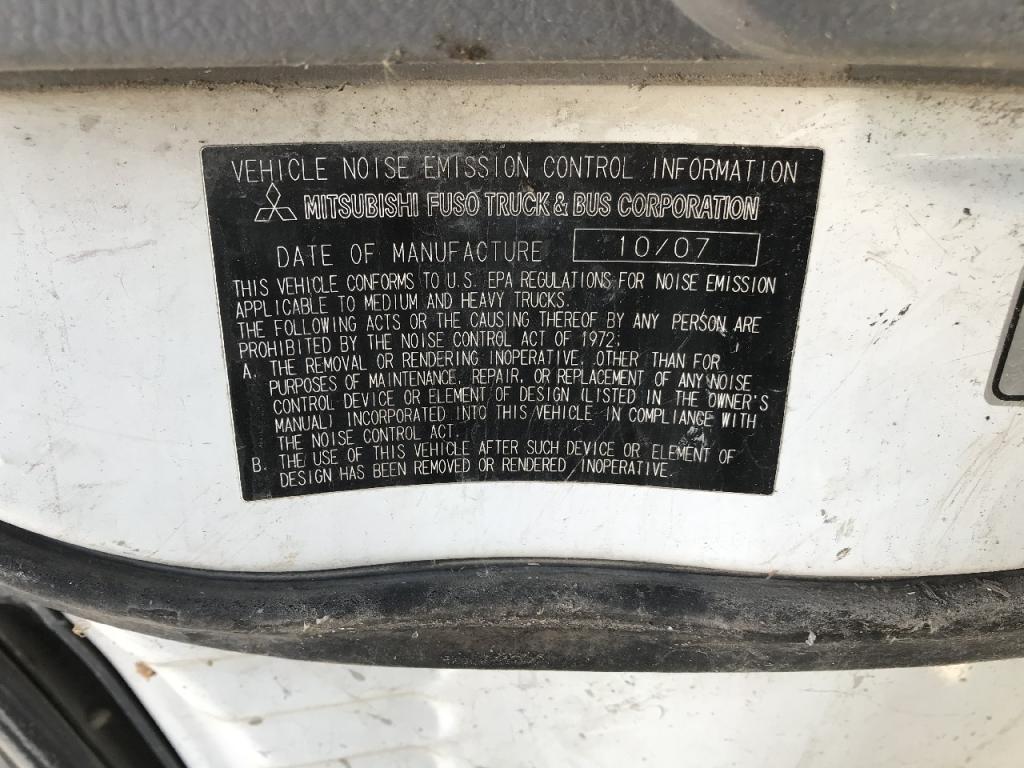 VEHICLE NOISE EMISSION CONTROL INFORMATION
MITSUBISHI FUSO TRUCK & BUS CORPORATION
DATE OF MANUFACTURE 10/07
THIS VEHICLE CONFORMS TO U.S. EPA REGULATIONS FOR NOISE EMISSION
APPLICABLE TO MEDIUM AND HEAVY TRUCKS.
THE FOLLOWING ACTS OR THE CAUSING THEREOF BY ANY PERSON ARE
PROHIBITED BY THE NOISE CONTROL ACT OF 1972:
A. THE REMOVAL OR RENDERING INOPERATIVE, OTHER THAN FOR
PURPOSES OF MAINTENANCE, REPAIR, OR REPLACEMENT OF ANY NOISE
CONTROL DEVICE OR ELEMENT OF DESIGN (LISTED IN THE OWNER'S
MANUAL) INCORPORATED INTO THIS VEHICLE IN COMPLIANCE WITH
THE NOISE CONTROL ACT.
B. THE USE OF THIS VEHICLE AFTER SUCH DEVICE OR ELEMENT OF
DESIGN HAS BEEN REMOVED OR RENDERED INOPERATIVE.